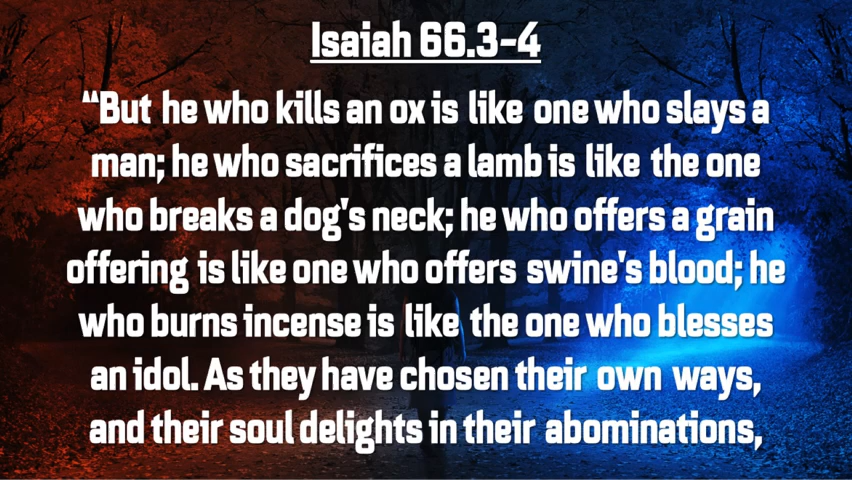 Isaiah 66.3-4
“But he who kills an ox is like one who slays a
man; he who sacrifices a lamb is like the one
who breaks a dog's neck; he who offers a grain
offering is like one who offers swine's blood; he
who burns incense is like the one who blesses
an idol. As they have chosen their own ways,
and their soul delights in their abominations,